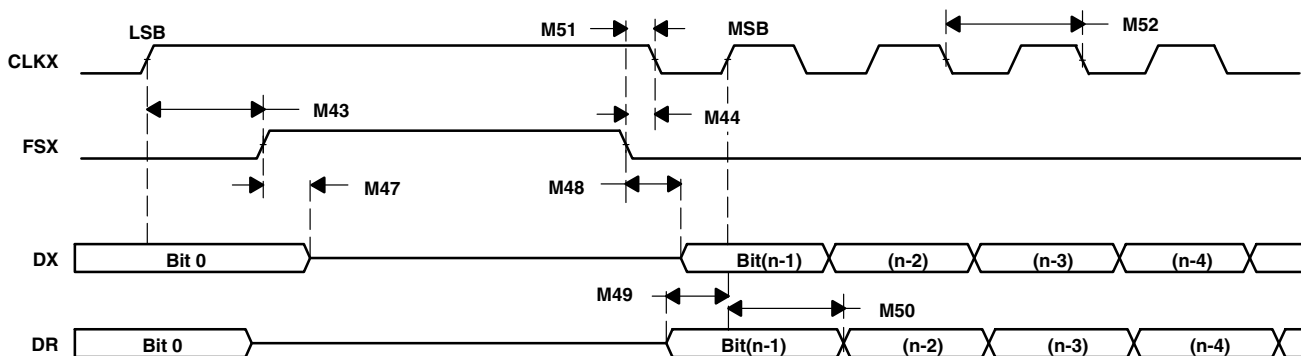 LSB M51 MSB M52
CLKX
M43 M44
FSX
M47 M48
DX Bit 0 Bit(n-1) (n-2) (n-3) (n-4)
M49 M50
DR Bit 0 Bit(n-1) (n-2) (n-3) (n-4)